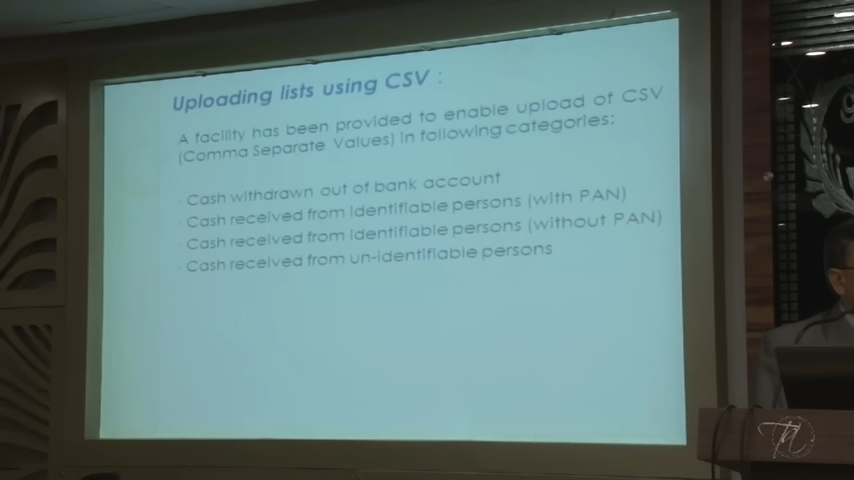 Uploading lists using CSV :
A facility has been provided to enable upload of CSV
(Comma Separate Values) in following categories:
· Cash withdrawn out of bank account
· Cash received from identifiable persons (with PAN)
· Cash received from identifiable persons (without PAN)
· Cash received from un-identifiable persons